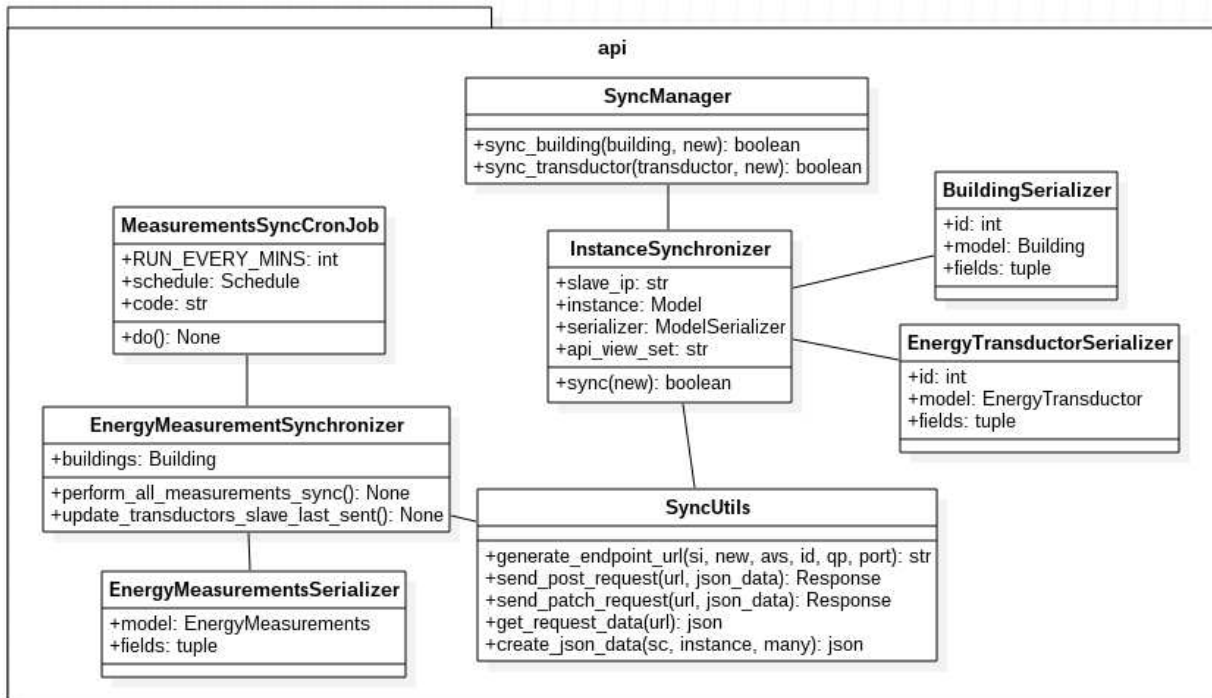 api
SyncManager
+sync_building(building, new): boolean
+sync_transductor(transductor, new): boolean
BuildingSerializer
+id: int
+model: Building
+fields: tuple
MeasurementsSyncCronJob
+RUN_EVERY_MINS: int
+schedule: Schedule
+code: str
+do(): None
InstanceSynchronizer
+slave_ip: str
+instance: Model
+serializer: ModelSerializer
+api_view_set: str
+sync(new): boolean
EnergyTransductorSerializer
+id: int
+model: EnergyTransductor
+fields: tuple
EnergyMeasurementSynchronizer
+buildings: Building
+perform_all_measurements_sync(): None
+update_transductors_slave_last_sent(): None
SyncUtils
+generate_endpoint_url(si, new, avs, id, qp, port): str
+send_post_request(url, json_data): Response
+send_patch_request(url, json_data): Response
+get_request_data(url): json
+create_json_data(sc, instance, many): json
EnergyMeasurementsSerializer
+model: EnergyMeasurements
+fields: tuple